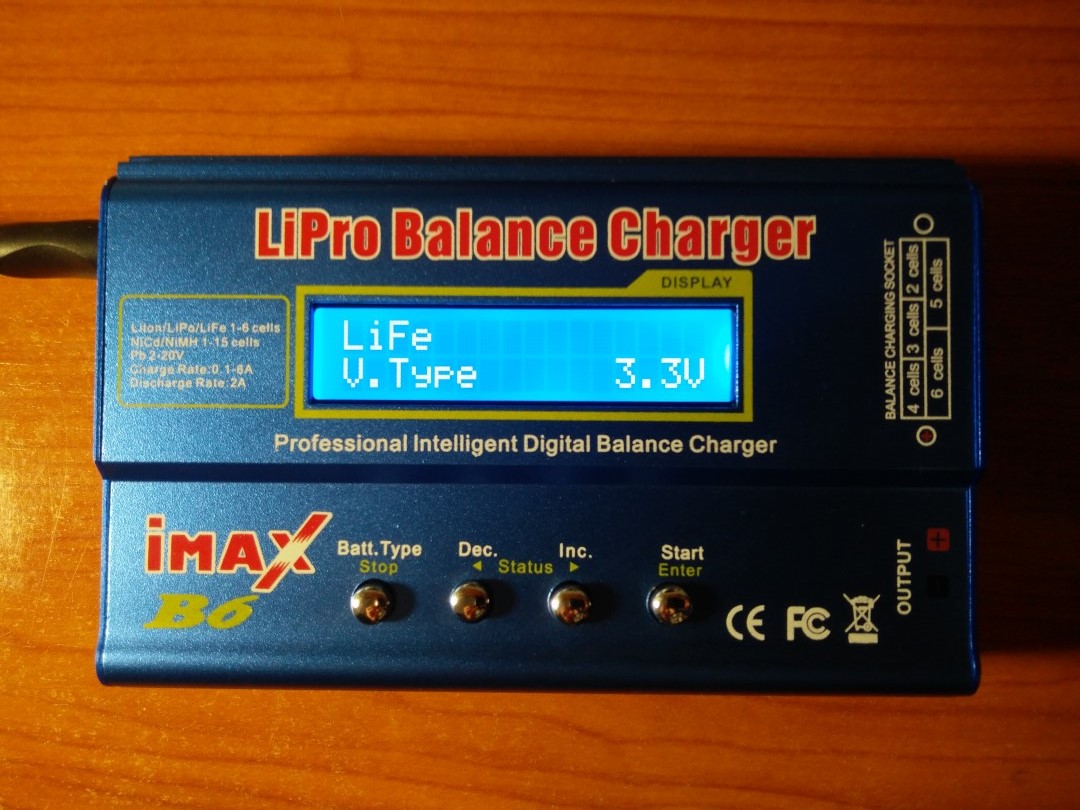 LiPro Balance Charger
DISPLAY
LiFe
V.Type 3.3V
LiIon/LiPo/LiFe 1-6 cells
NiCd/NiMH 1-15 cells
Pb 2-20V
Charge Rate:0.1-6A
Discharge Rate:2A
Professional Intelligent Digital Balance Charger
BALANCE CHARGING SOCKET
4 cells 3 cells 2 cells
6 cells 5 cells
iMAX
B6
Batt.Type
Stop
Dec.
Inc.
◄ Status ►
Start
Enter
CE FC
OUTPUT
+
-